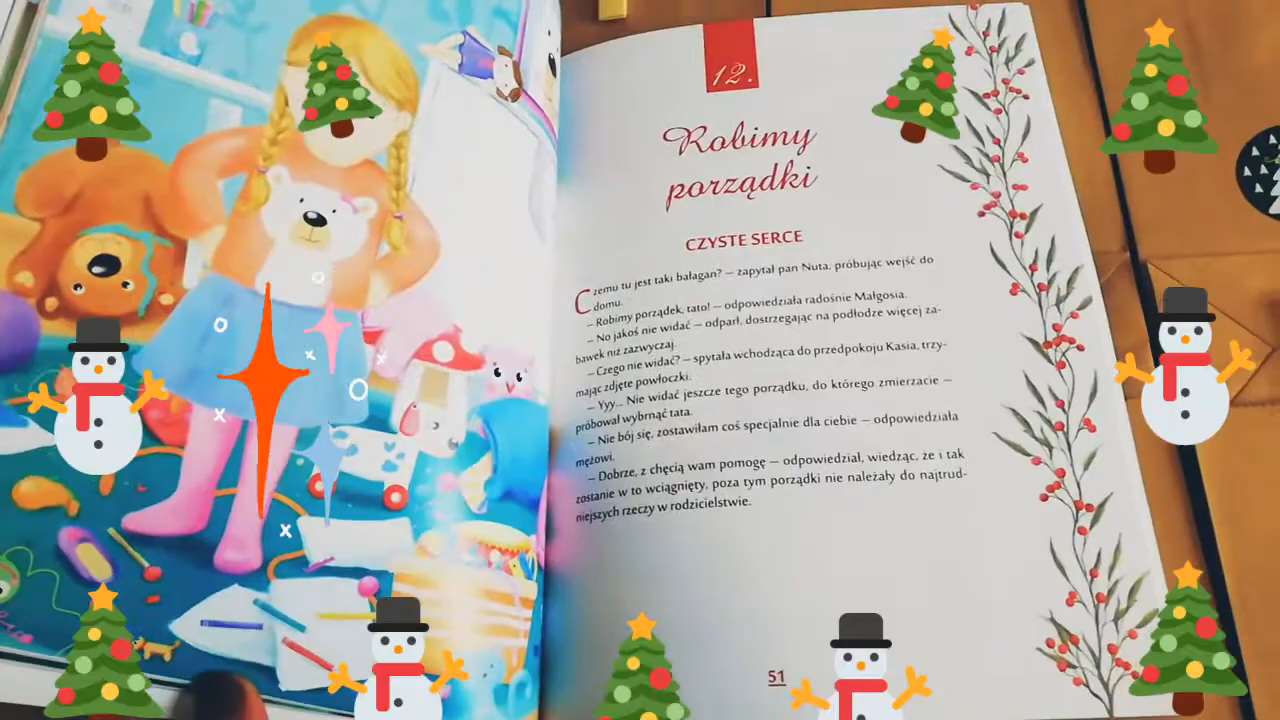 12.
Robimy
porządki
CZYSTE SERCE
Czemu tu jest taki bałagan? — zapytał pan Nuta, próbując wejść do
domu.
– Robimy porządek, tato! — odpowiedziała radośnie Małgosia.
– No jakoś nie widać — odparł, dostrzegając na podłodze więcej za-
bawek niż zazwyczaj.
– Czego nie widać? — spytała wchodząca do przedpokoju Kasia, trzy-
mając zdjęte powłoczki.
– Yyy... Nie widać jeszcze tego porządku, do którego zmierzacie —
próbował wybrnąć tata.
– Nie bój się, zostawiłam coś specjalnie dla ciebie — odpowiedziała
mężowi.
– Dobrze, z chęcią wam pomogę — odpowiedział, wiedząc, że i tak
zostanie w to wciągnięty, poza tym porządki nie należały do najtrud-
niejszych rzeczy w rodzicielstwie.
51